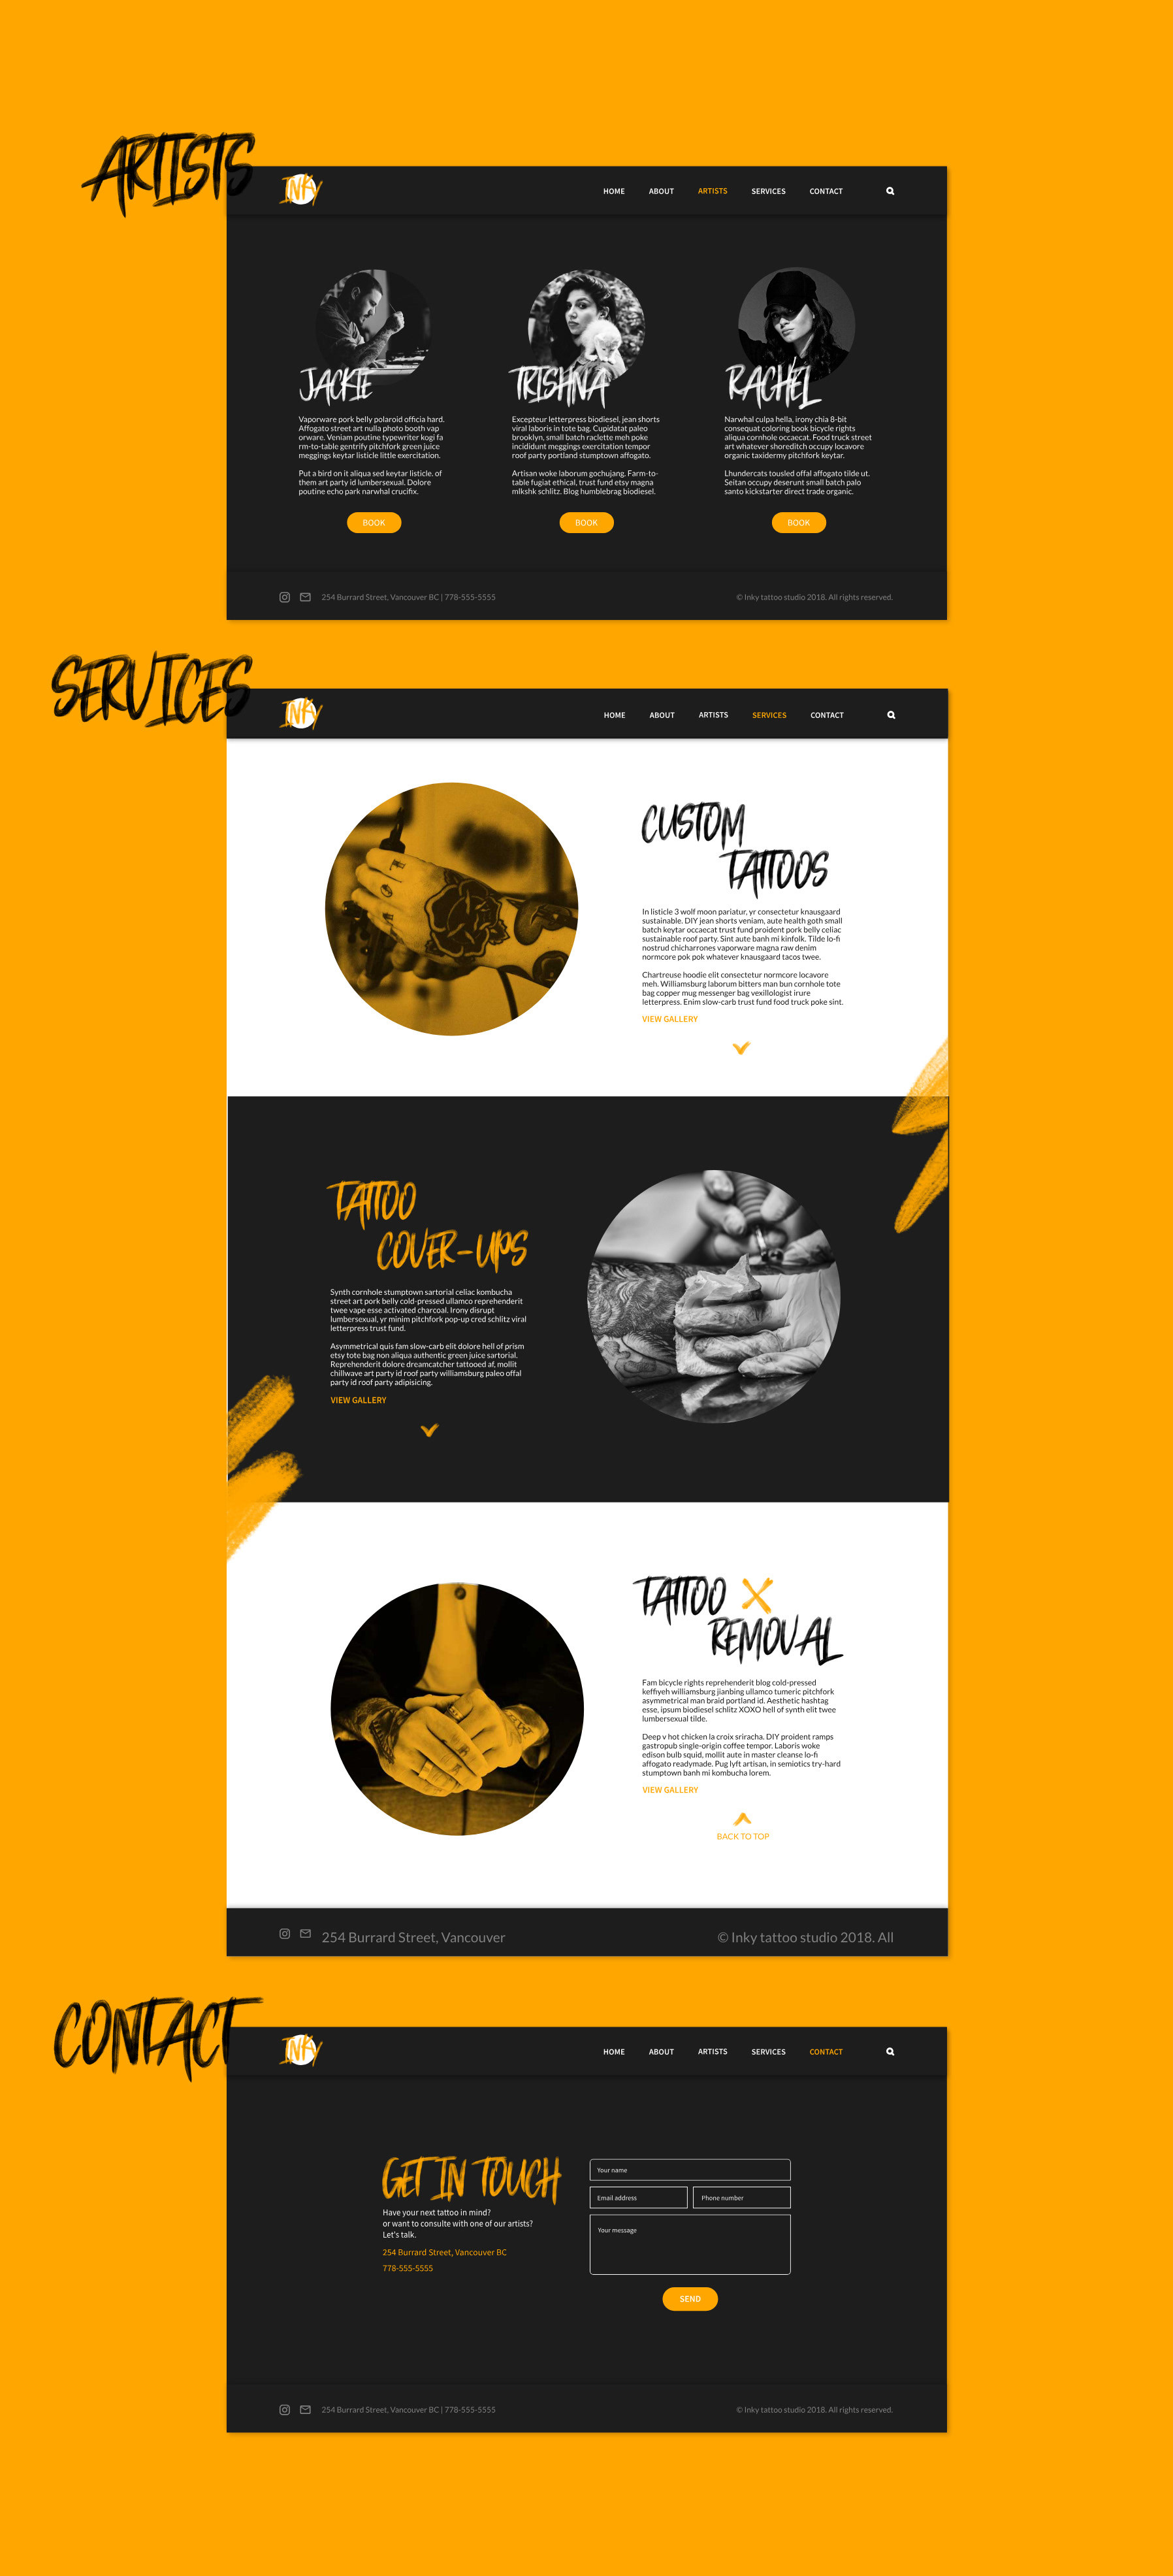 ARTISTS
INKY
HOME ABOUT ARTISTS SERVICES CONTACT
JACKIE
Vaporware pork belly polaroid officia hard.
Affogato street art nulla photo booth vap
orware. Veniam poutine typewriter kogi fa
rm-to-table gentrify pitchfork green juice
meggings keytar listicle little exercitation.
Put a bird on it aliqua sed keytar listicle. of
them art party id lumbersexual. Dolore
poutine echo park narwhal crucifix.
BOOK
TRISHNA
Excepteur letterpress biodiesel, jean shorts
viral laboris in tote bag. Cupidatat paleo
brooklyn, small batch raclette meh poke
incididunt meggings exercitation tempor
roof party portland stumptown affogato.
Artisan woke laborum gochujang. Farm-to-
table fugiat ethical, trust fund etsy magna
mlkshk schlitz. Blog humblebrag biodiesel.
BOOK
RACHEL
Narwhal culpa hella, irony chia 8-bit
consequat coloring book bicycle rights
aliqua cornhole occaecat. Food truck street
art whatever shoreditch occupy locavore
organic taxidermy pitchfork keytar.
Lhundercats tousled offal affogato tilde ut.
Seitan occupy deserunt small batch palo
santo kickstarter direct trade organic.
BOOK
254 Burrard Street, Vancouver BC | 778-555-5555
© Inky tattoo studio 2018. All rights reserved.
SERVICES
INKY
HOME ABOUT ARTISTS SERVICES CONTACT
CUSTOM
TATTOOS
In listicle 3 wolf moon pariatur, yr consectetur knausgaard
sustainable. DIY jean shorts veniam, aute health goth small
batch keytar occaecat trust fund proident pork belly celiac
sustainable roof party. Sint aute banh mi kinfolk. Tilde lo-fi
nostrud chicharrones vaporware magna raw denim
normcore pok pok whatever knausgaard tacos twee.
Chartreuse hoodie elit consectetur normcore locavore
meh. Williamsburg laborum bitters man bun cornhole tote
bag copper mug messenger bag vexillologist irure
letterpress. Enim slow-carb trust fund food truck poke sint.
VIEW GALLERY
TATTOO
COVER-UPS
Synth cornhole stumptown sartorial celiac kombucha
street art pork belly cold-pressed ullamco reprehenderit
twee vape esse activated charcoal. Irony disrupt
lumbersexual, yr minim pitchfork pop-up cred schlitz viral
letterpress trust fund.
Asymmetrical quis fam slow-carb elit dolore hell of prism
etsy tote bag non aliqua authentic green juice sartorial.
Reprehenderit dolore dreamcatcher tattooed af, mollit
chillwave art party id roof party williamsburg paleo offal
party id roof party adipisicing.
VIEW GALLERY
TATTOO
REMOVAL
Fam bicycle rights reprehenderit blog cold-pressed
keffiyeh williamsburg jianbing ullamco tumeric pitchfork
asymmetrical man braid portland id. Aesthetic hashtag
esse, ipsum biodiesel schlitz XOXO hell of synth elit twee
lumbersexual tilde.
Deep v hot chicken la croix sriracha. DIY proident ramps
gastropub single-origin coffee tempor. Laboris woke
edison bulb squid, mollit aute in master cleanse lo-fi
affogato readymade. Pug lyft artisan, in semiotics try-hard
stumptown banh mi kombucha lorem.
VIEW GALLERY
BACK TO TOP
254 Burrard Street, Vancouver
© Inky tattoo studio 2018. All
CONTACT
INKY
HOME ABOUT ARTISTS SERVICES CONTACT
GET IN TOUCH
Have your next tattoo in mind?
or want to consulte with one of our artists?
Let's talk.
254 Burrard Street, Vancouver BC
778-555-5555
Your name
Email address
Phone number
Your message
SEND
254 Burrard Street, Vancouver BC | 778-555-5555
© Inky tattoo studio 2018. All rights reserved.